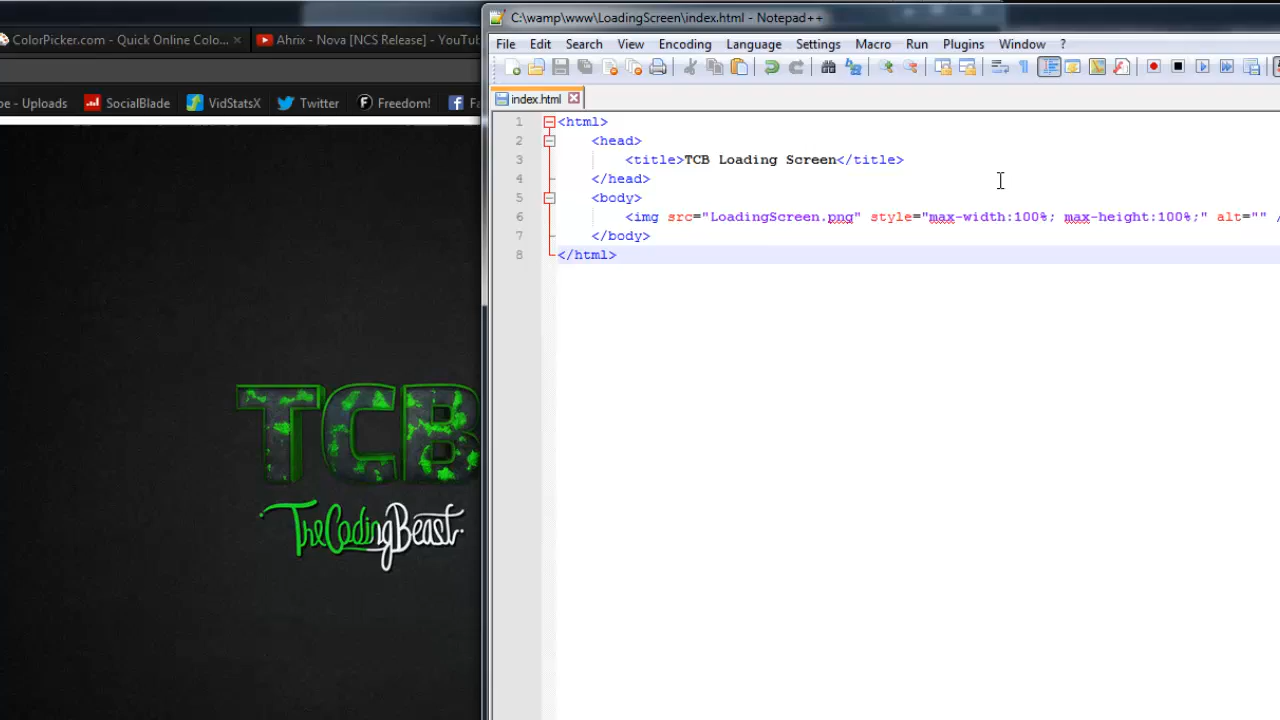 C:\wamp\www\LoadingScreen\index.html - Notepad++
ColorPicker.com - Quick Online Colo...
Ahrix - Nova [NCS Release] - YouTu
File Edit Search View Encoding Language Settings Macro Run Plugins Window ?
be - Uploads SocialBlade VidStatsX Twitter Freedom! Fa
index.html
1 <html>
2 <head>
3 <title>TCB Loading Screen</title>
4 </head>
5 <body>
6 <img src="LoadingScreen.png" style="max-width:100%; max-height:100%;" alt="" /
7 </body>
8 </html>
TCB
TheCodingBeast